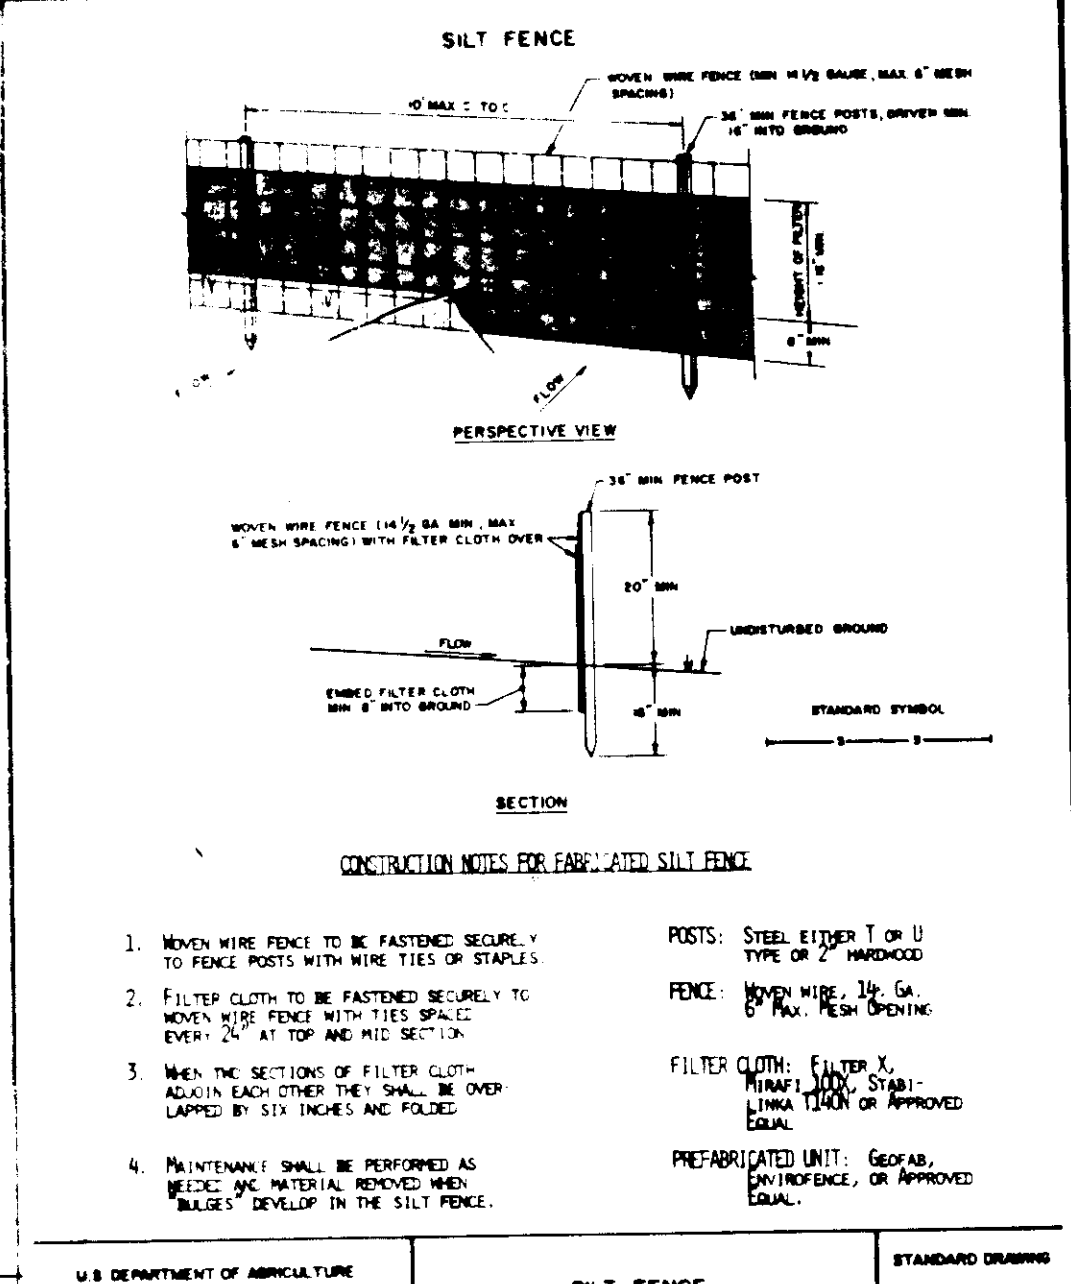 SILT FENCE
WOVEN WIRE FENCE (MIN 14 1/2 GAUGE, MAX. 6" MESH
SPACING)
10' MAX C TO C
36" MIN FENCE POSTS, DRIVEN MIN
16" INTO GROUND
HEIGHT OF FILTER
16" MIN
8" MIN
FLOW
FLOW
PERSPECTIVE VIEW
36" MIN FENCE POST
WOVEN WIRE FENCE (14 1/2 GA MIN, MAX
6" MESH SPACING) WITH FILTER CLOTH OVER
20" MIN
UNDISTURBED GROUND
FLOW
EMBED FILTER CLOTH
MIN 8" INTO GROUND
16" MIN
STANDARD SYMBOL
S S
SECTION
CONSTRUCTION NOTES FOR FABRICATED SILT FENCE
1. WOVEN WIRE FENCE TO BE FASTENED SECURELY
TO FENCE POSTS WITH WIRE TIES OR STAPLES.
2. FILTER CLOTH TO BE FASTENED SECURELY TO
WOVEN WIRE FENCE WITH TIES SPACED
EVERY 24" AT TOP AND MID SECTION
3. WHEN TWO SECTIONS OF FILTER CLOTH
ADJOIN EACH OTHER THEY SHALL BE OVER-
LAPPED BY SIX INCHES AND FOLDED
4. MAINTENANCE SHALL BE PERFORMED AS
NEEDED AND MATERIAL REMOVED WHEN
"BULGES" DEVELOP IN THE SILT FENCE.
POSTS: STEEL EITHER T OR U
TYPE OR 2" HARDWOOD
FENCE: WOVEN WIRE, 14. GA.
6" MAX. MESH OPENING
FILTER CLOTH: FILTER X,
MIRAFI 100X, STABI-
LINKA T140N OR APPROVED
EQUAL
PREFABRICATED UNIT: GEOFAB,
ENVIROFENCE, OR APPROVED
EQUAL.
U.S DEPARTMENT OF AGRICULTURE
SILT FENCE
STANDARD DRAWING